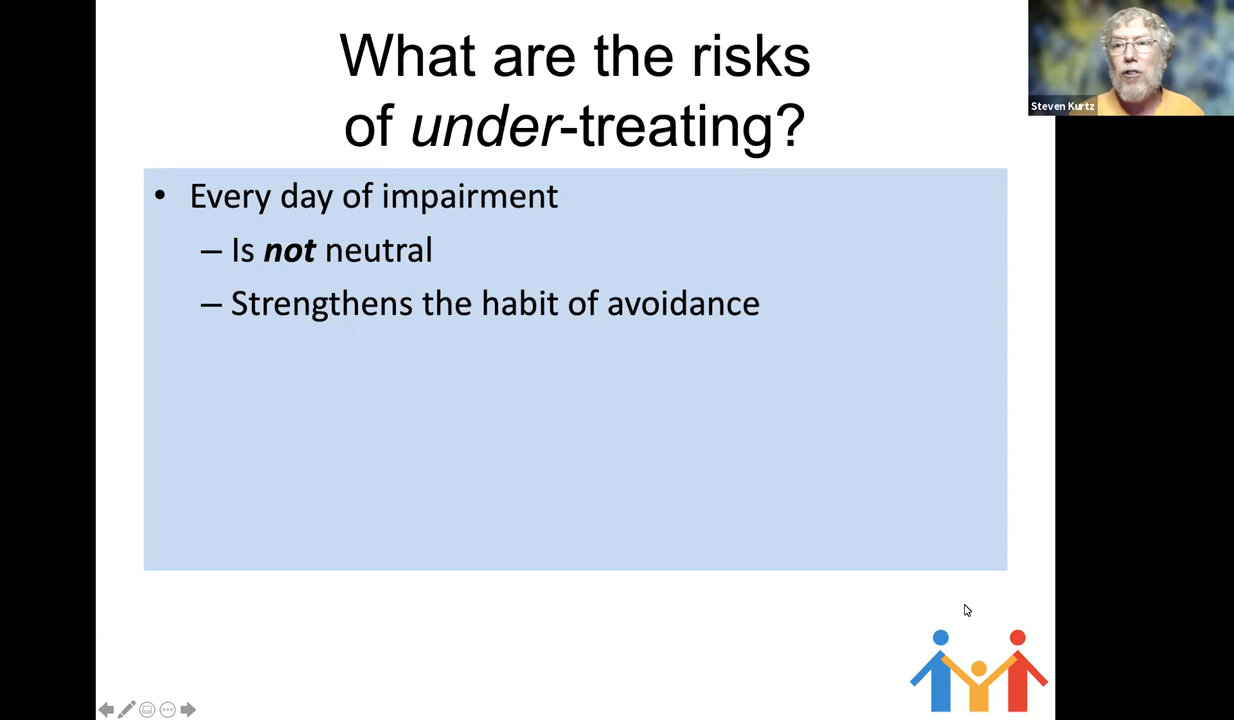 What are the risks
of under-treating?
• Every day of impairment
– Is not neutral
– Strengthens the habit of avoidance
Steven Kurtz